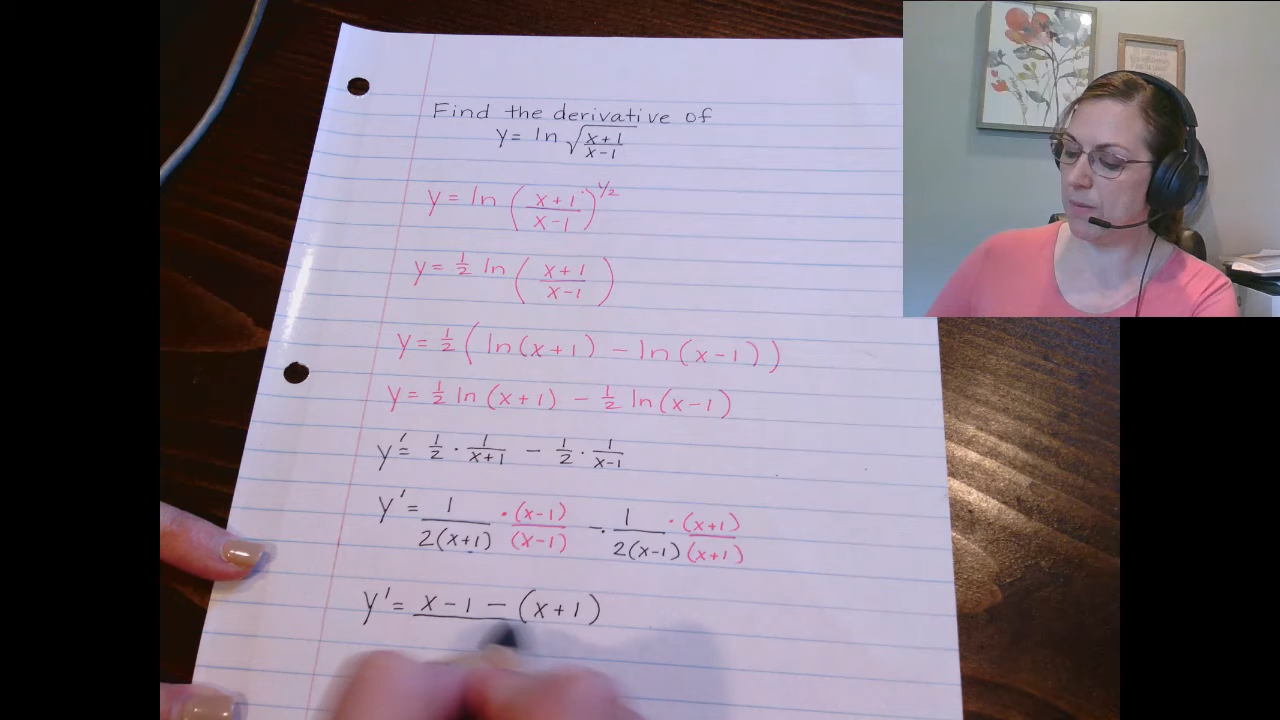 Find the derivative of
y = ln √((x+1)/(x-1))
y = ln ((x+1)/(x-1))^(1/2)
y = 1/2 ln ((x+1)/(x-1))
y = 1/2 ( ln(x+1) - ln(x-1) )
y = 1/2 ln(x+1) - 1/2 ln(x-1)
y' = 1/2 · 1/(x+1) - 1/2 · 1/(x-1)
y' = 1/(2(x+1)) · (x-1)/(x-1) - 1/(2(x-1)) · (x+1)/(x+1)
y' = x-1 - (x+1)